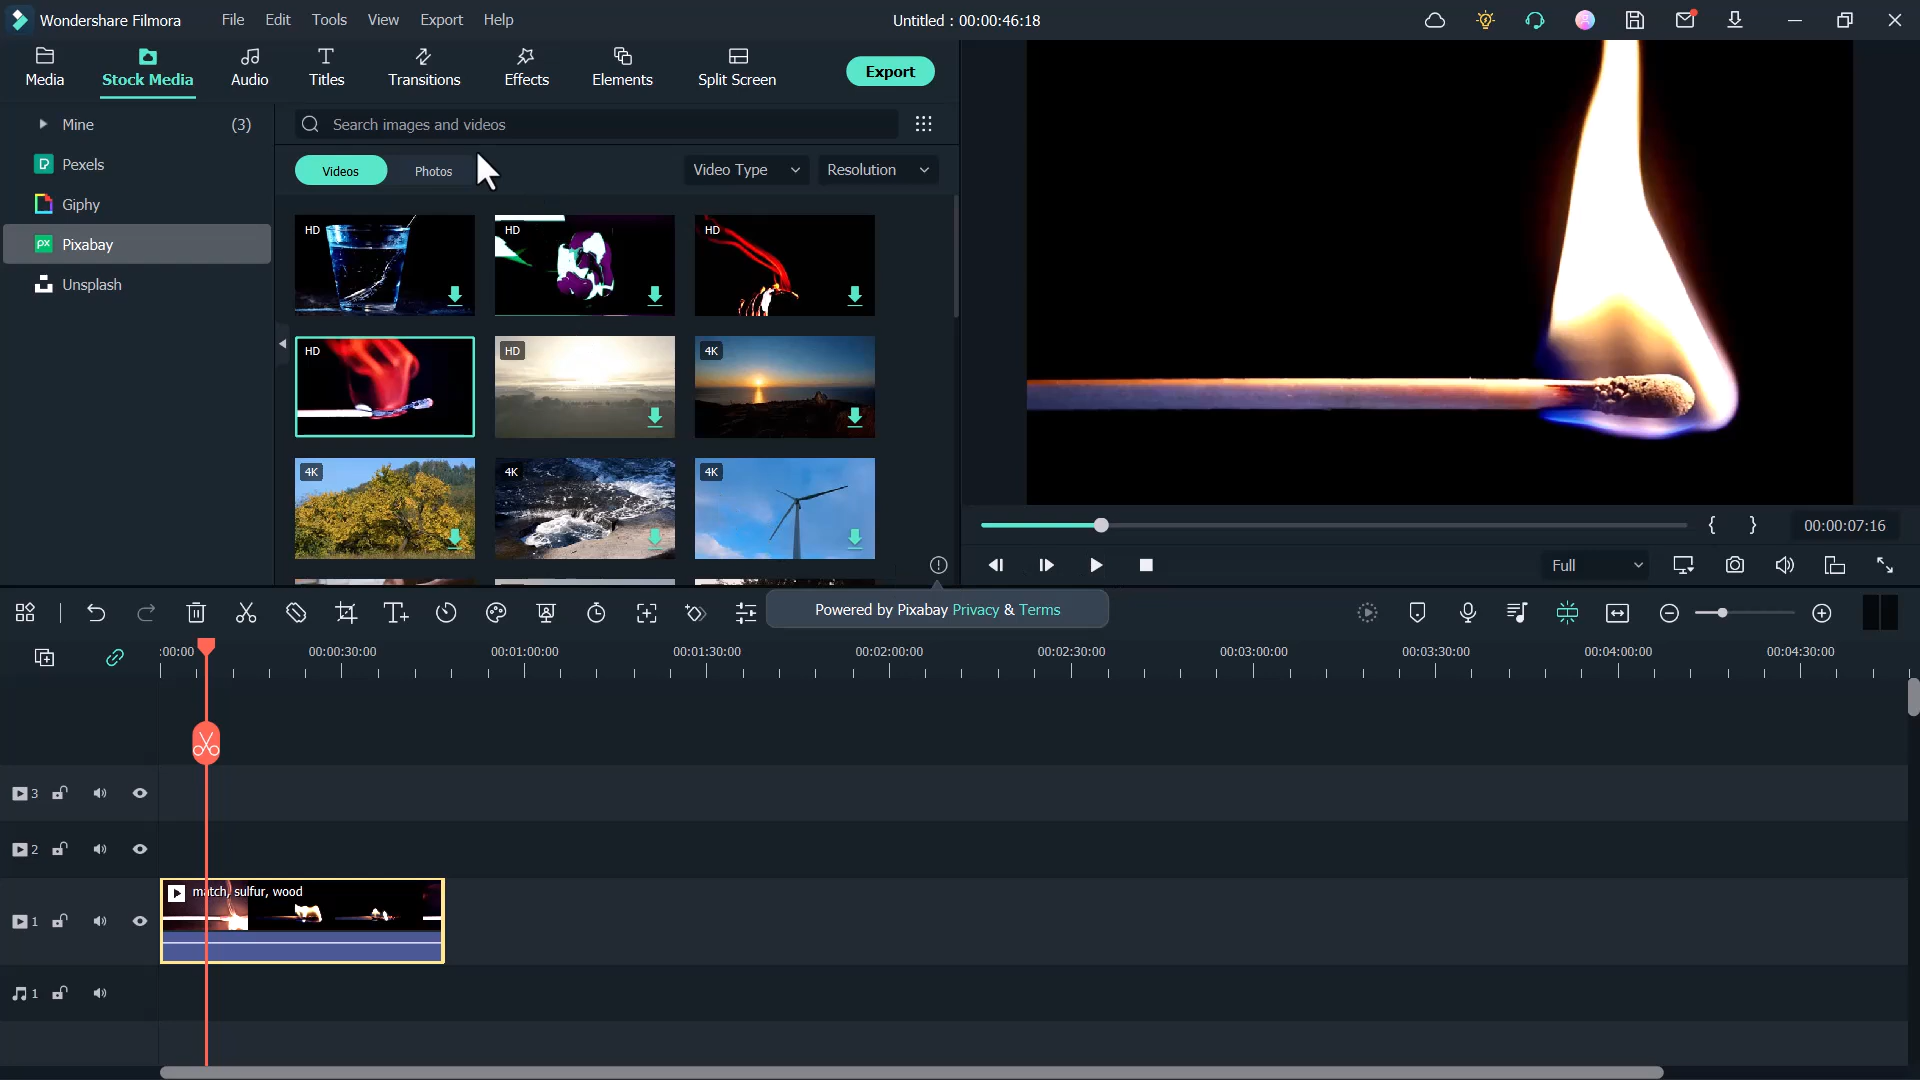 Wondershare Filmora File Edit Tools View Export Help Untitled : 00:00:46:18
Media Stock Media Audio Titles Transitions Effects Elements Split Screen Export
Mine (3)
Search images and videos
Pexels
Videos Photos Video Type Resolution
Giphy
Pixabay
Unsplash
HD HD HD
HD HD 4K
4K 4K 4K
00:00:07:16
Full
Powered by Pixabay Privacy & Terms
:00:00 00:00:30:00 00:01:00:00 00:01:30:00 00:02:00:00 00:02:30:00 00:03:00:00 00:03:30:00 00:04:00:00 00:04:30:00
3
2
match, sulfur, wood
1
1